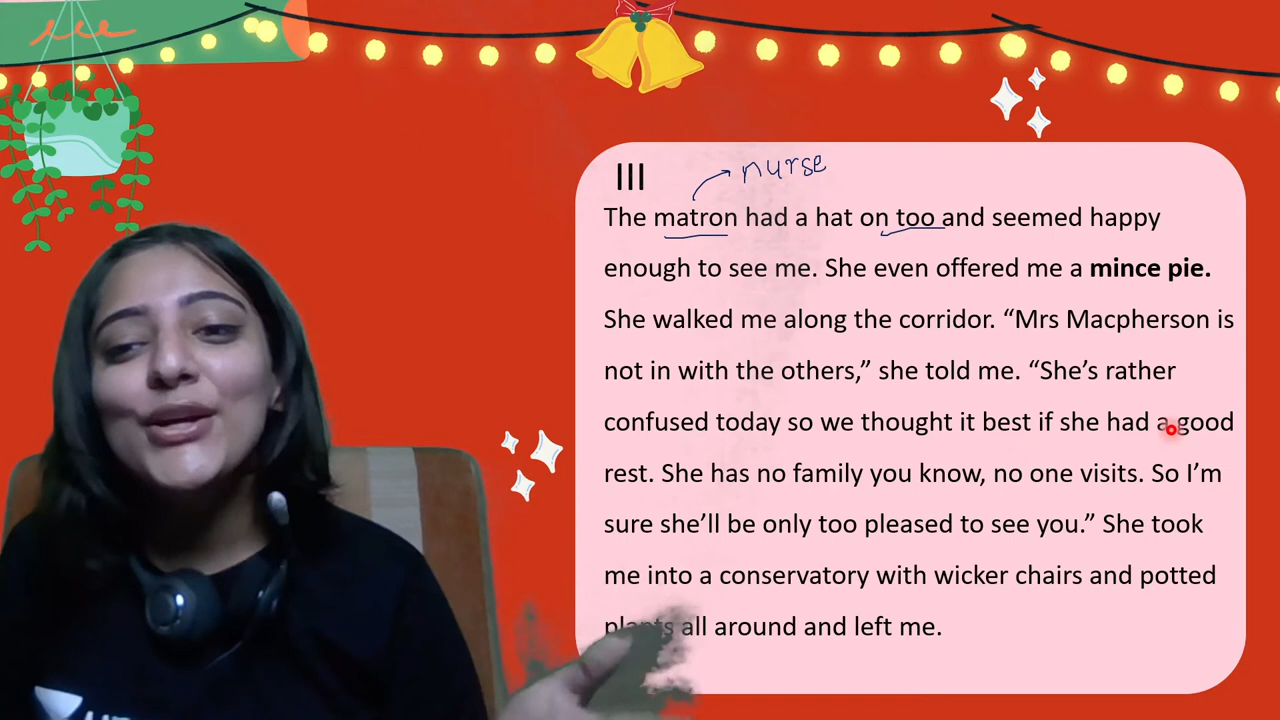 III
nurse
The matron had a hat on too and seemed happy
enough to see me. She even offered me a mince pie.
She walked me along the corridor. “Mrs Macpherson is
not in with the others,” she told me. “She’s rather
confused today so we thought it best if she had a good
rest. She has no family you know, no one visits. So I’m
sure she’ll be only too pleased to see you.” She took
me into a conservatory with wicker chairs and potted
plants all around and left me.